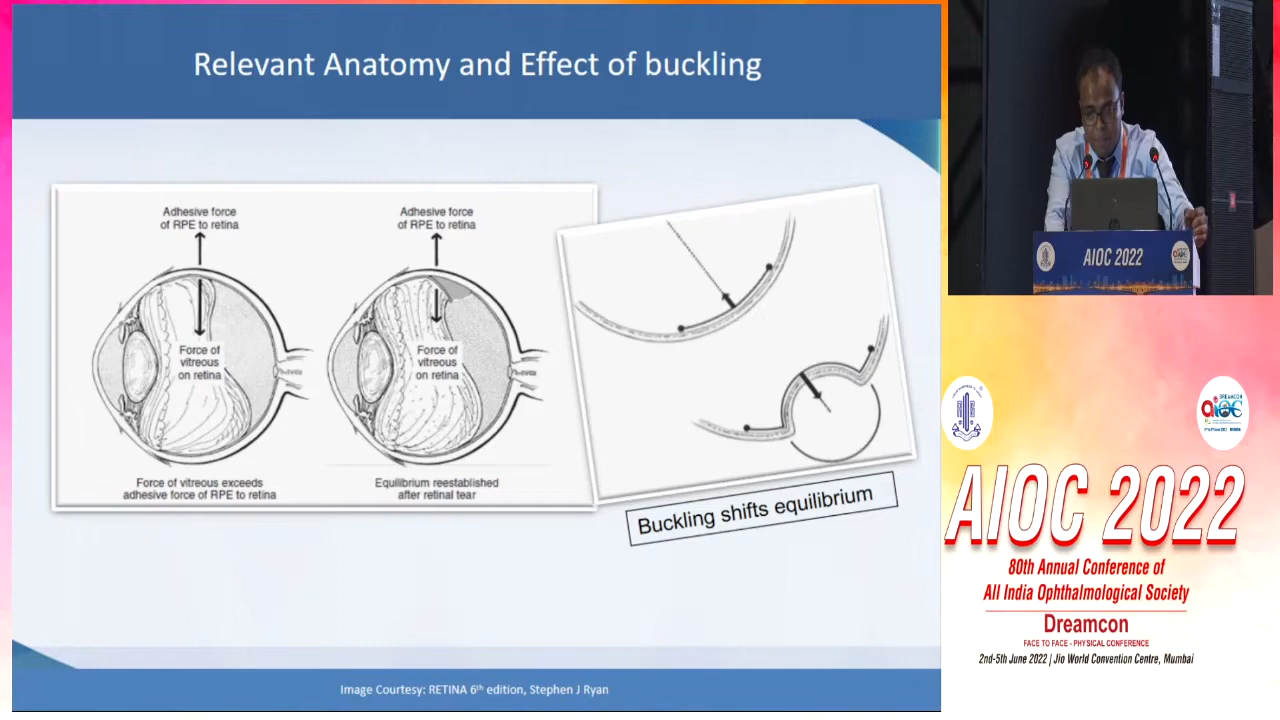 Relevant Anatomy and Effect of buckling
Adhesive force
of RPE to retina
Force of
vitreous
on retina
Force of vitreous exceeds
adhesive force of RPE to retina
Adhesive force
of RPE to retina
Force of
vitreous
on retina
Equilibrium reestablished
after retinal tear
Buckling shifts equilibrium
Image Courtesy: RETINA 6th edition, Stephen J Ryan
AIOC 2022
AIOC 2022
80th Annual Conference of
All India Ophthalmological Society
Dreamcon
FACE TO FACE - PHYSICAL CONFERENCE
2nd-5th June 2022 | Jio World Convention Centre, Mumbai